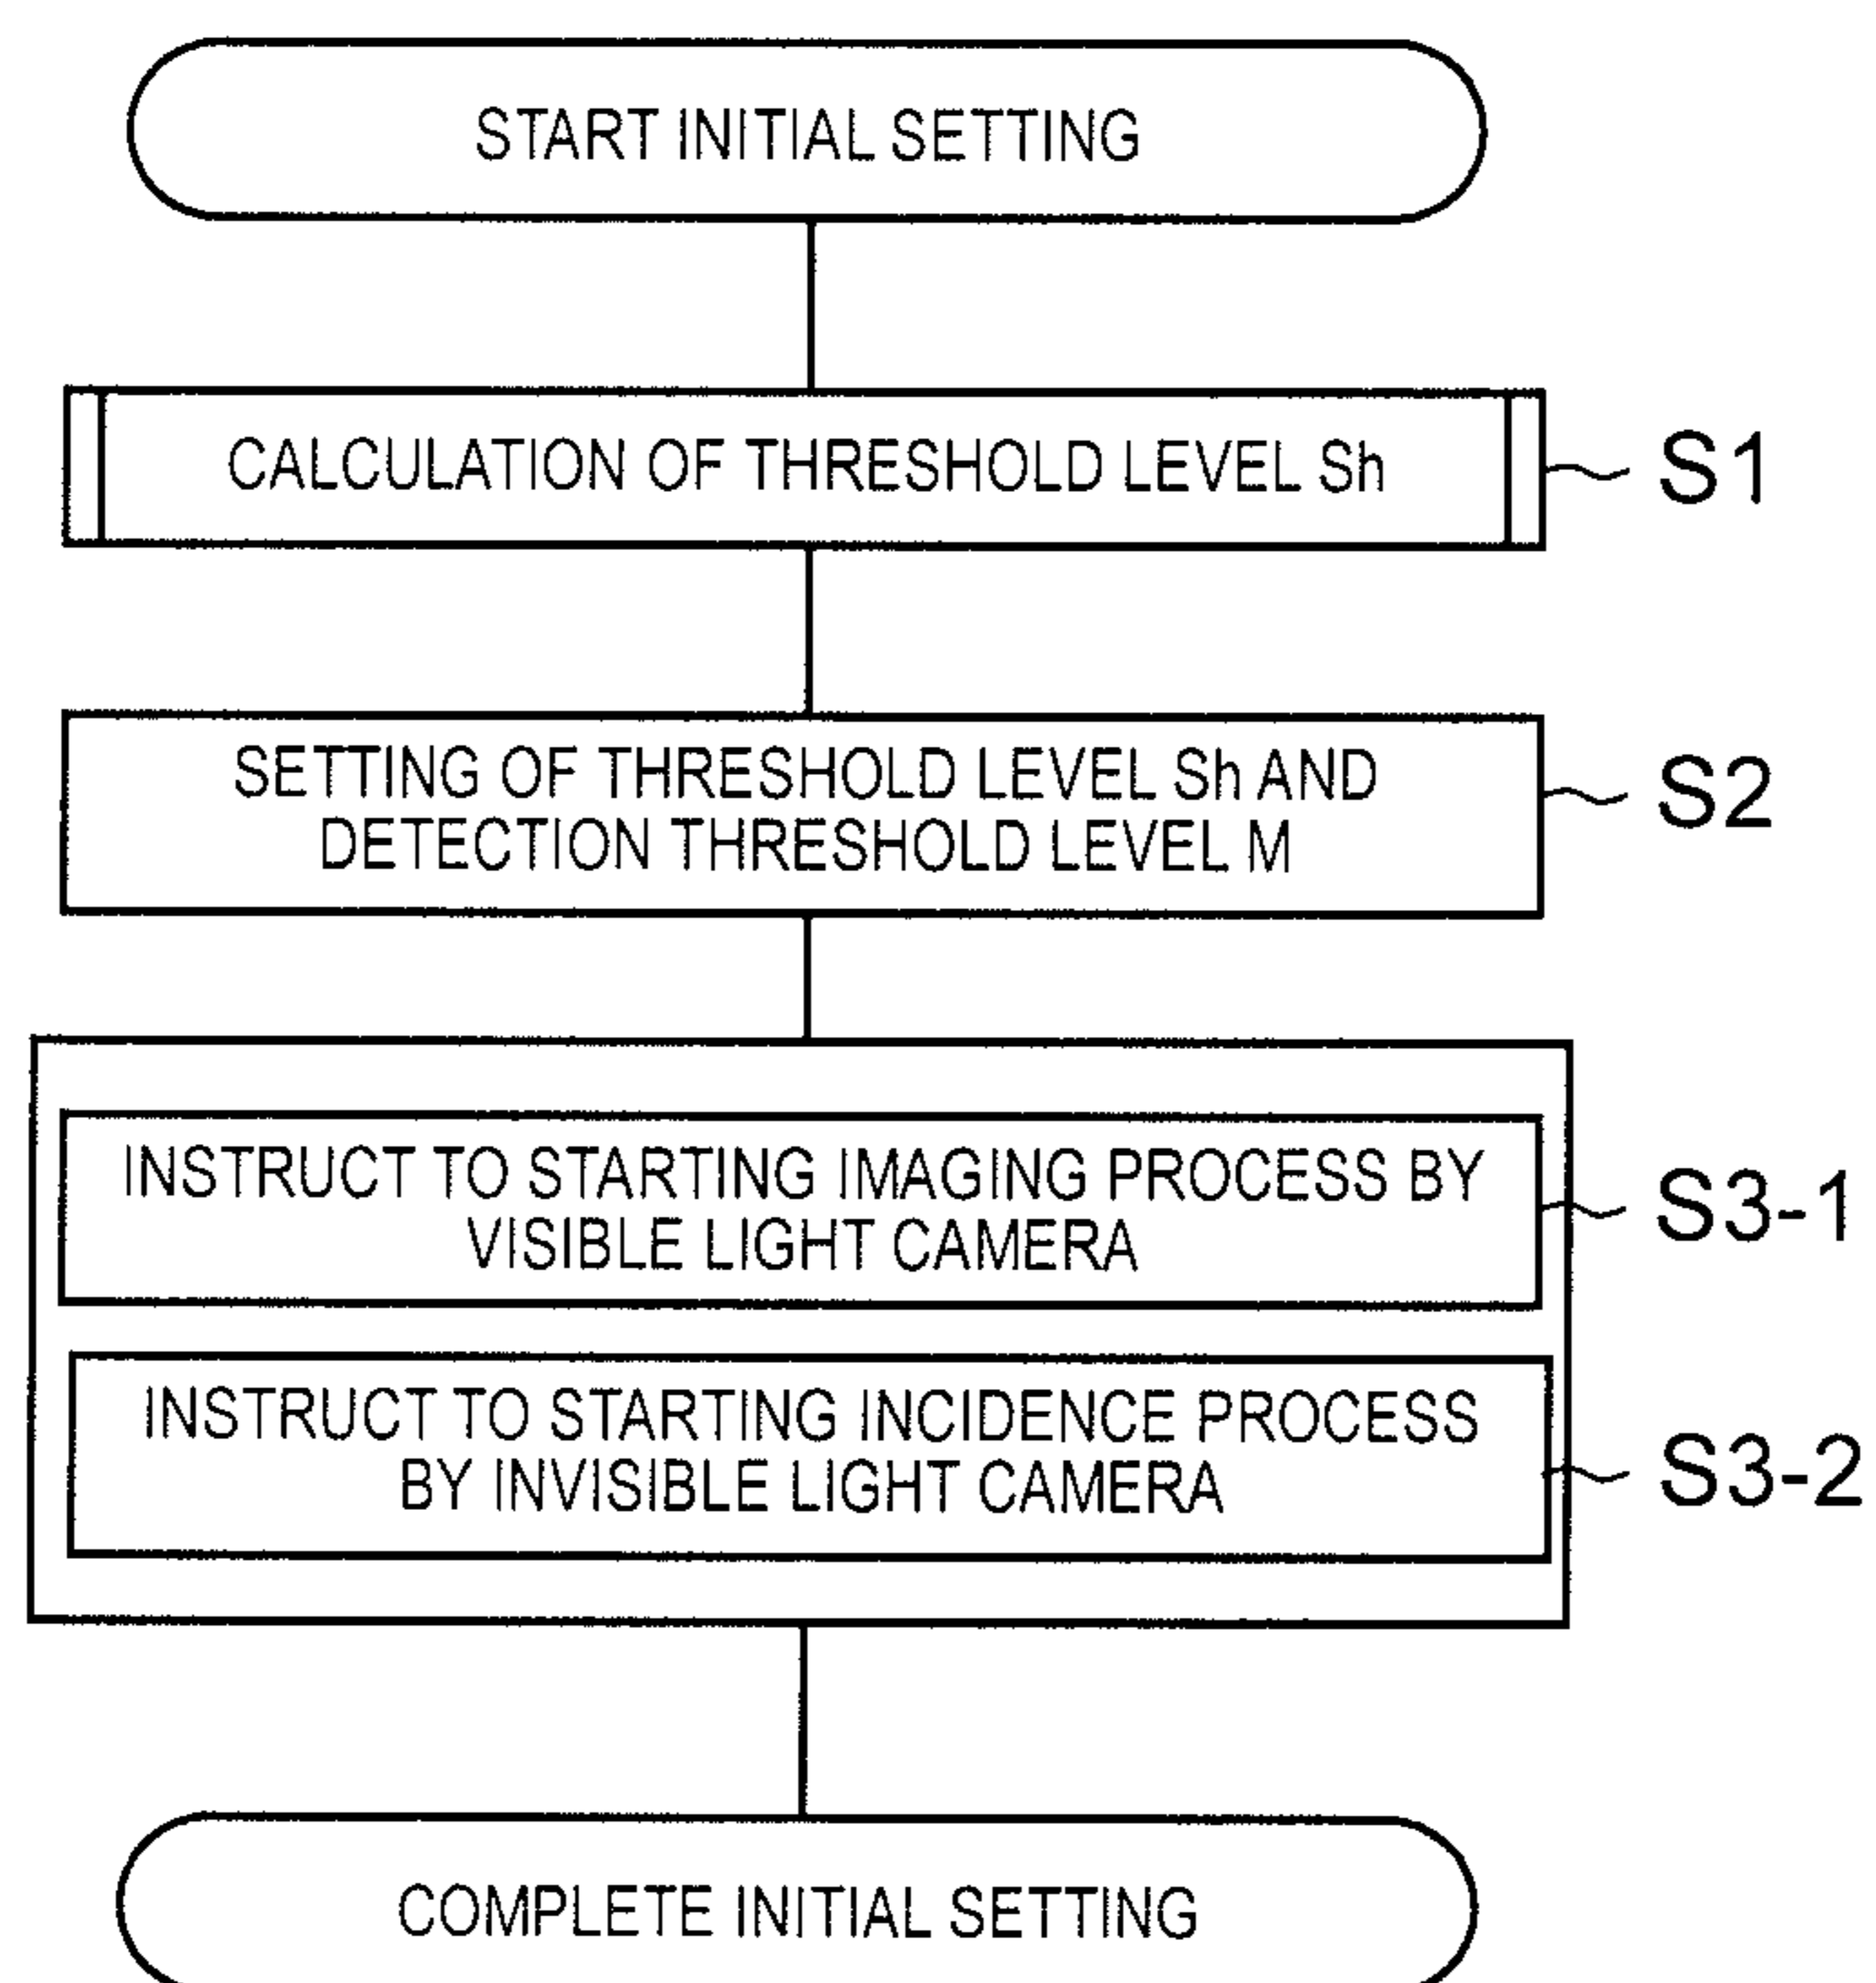 START INITIAL SETTING
CALCULATION OF THRESHOLD LEVEL Sh
S1
SETTING OF THRESHOLD LEVEL Sh AND
DETECTION THRESHOLD LEVEL M
S2
INSTRUCT TO STARTING IMAGING PROCESS BY
VISIBLE LIGHT CAMERA
S3-1
INSTRUCT TO STARTING INCIDENCE PROCESS
BY INVISIBLE LIGHT CAMERA
S3-2
COMPLETE INITIAL SETTING